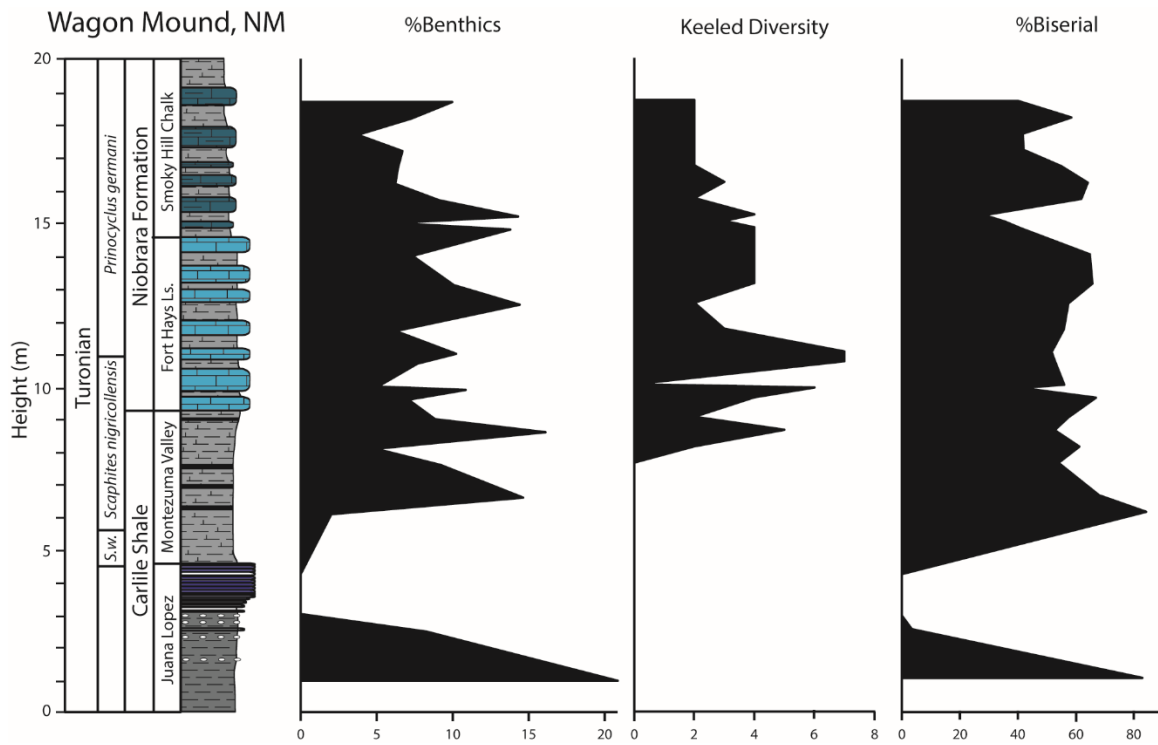 Wagon Mound, NM
%Benthics
Keeled Diversity
%Biserial
20
15
10
5
0
Height (m)
Turonian
Prinocyclus germani
Scaphites nigricollensis
S.w.
Niobrara Formation
Carlile Shale
Smoky Hill Chalk
Fort Hays Ls.
Montezuma Valley
Juana Lopez
0 5 10 15 20
0 2 4 6 8
0 20 40 60 80